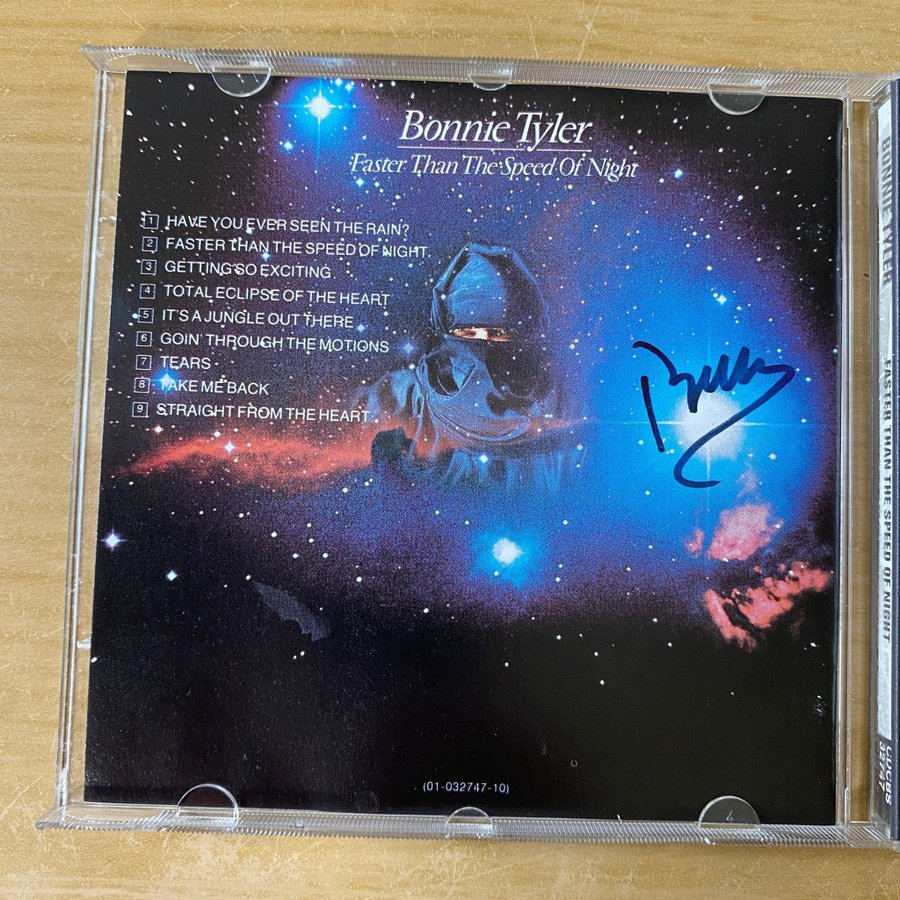 Bonnie Tyler
Faster Than The Speed Of Night
1 HAVE YOU EVER SEEN THE RAIN?
2 FASTER THAN THE SPEED OF NIGHT
3 GETTING SO EXCITING
4 TOTAL ECLIPSE OF THE HEART
5 IT'S A JUNGLE OUT THERE
6 GOIN' THROUGH THE MOTIONS
7 TEARS
8 TAKE ME BACK
9 STRAIGHT FROM THE HEART
(01-032747-10)
BONNIE TYLER FASTER THAN THE SPEED OF NIGHT
CDCBS
32747